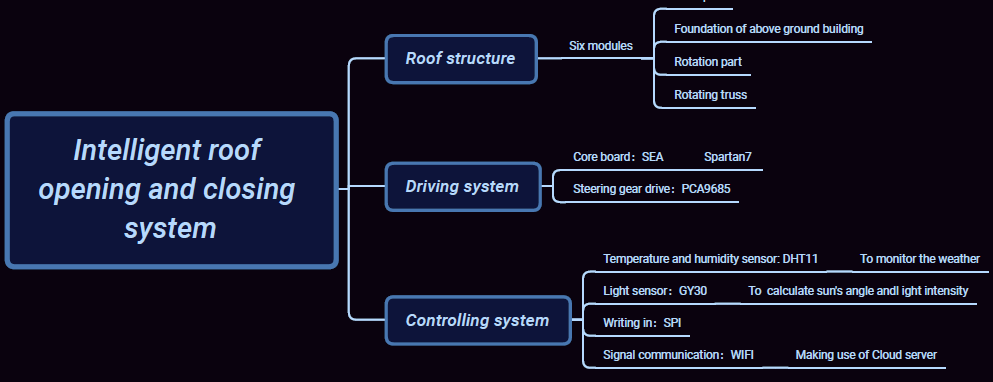 Foundation of above ground building
Roof structure
Six modules
Rotation part
Rotating truss
Intelligent roof
opening and closing
system
Driving system
Core board: SEA Spartan7
Steering gear drive: PCA9685
Controlling system
Temperature and humidity sensor: DHT11 To monitor the weather
Light sensor: GY30 To calculate sun's angle andl ight intensity
Writing in: SPI
Signal communication: WIFI Making use of Cloud server